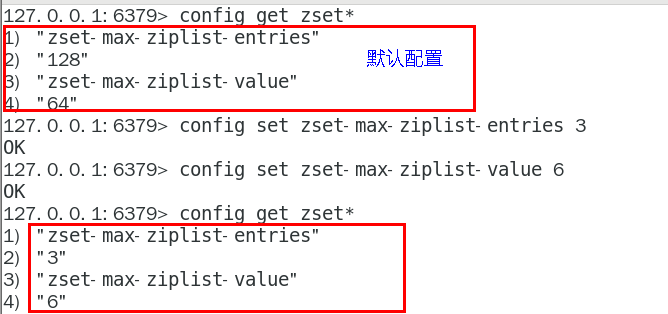 127.0.0.1:6379> config get zset*
1) "zset-max-ziplist-entries"
2) "128"
默认配置
3) "zset-max-ziplist-value"
4) "64"
127.0.0.1:6379> config set zset-max-ziplist-entries 3
OK
127.0.0.1:6379> config set zset-max-ziplist-value 6
OK
127.0.0.1:6379> config get zset*
1) "zset-max-ziplist-entries"
2) "3"
3) "zset-max-ziplist-value"
4) "6"